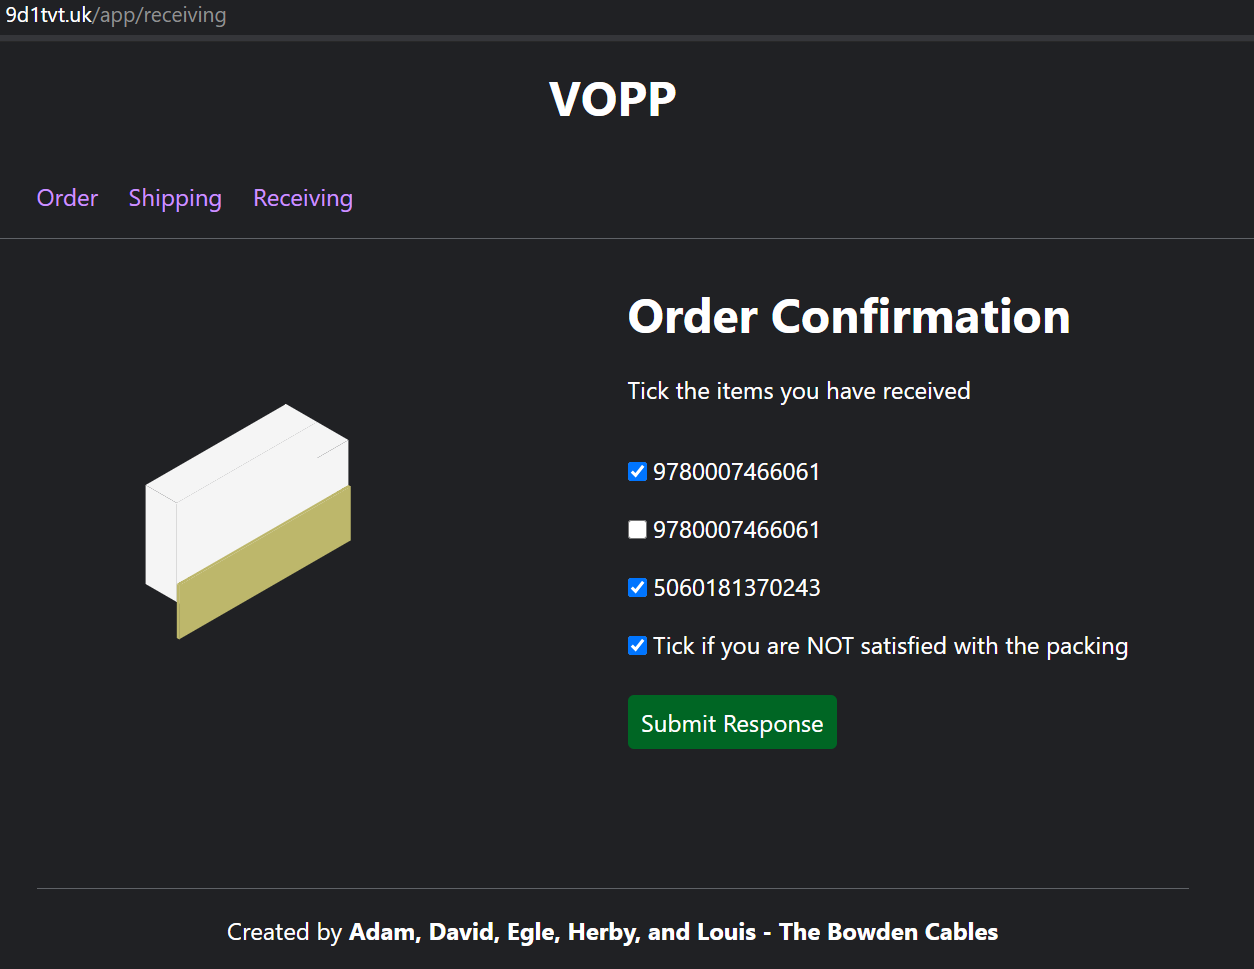 9d1tvt.uk/app/receiving
VOPP
Order Shipping Receiving
Order Confirmation
Tick the items you have received
9780007466061
9780007466061
5060181370243
Tick if you are NOT satisfied with the packing
Submit Response
Created by Adam, David, Egle, Herby, and Louis - The Bowden Cables